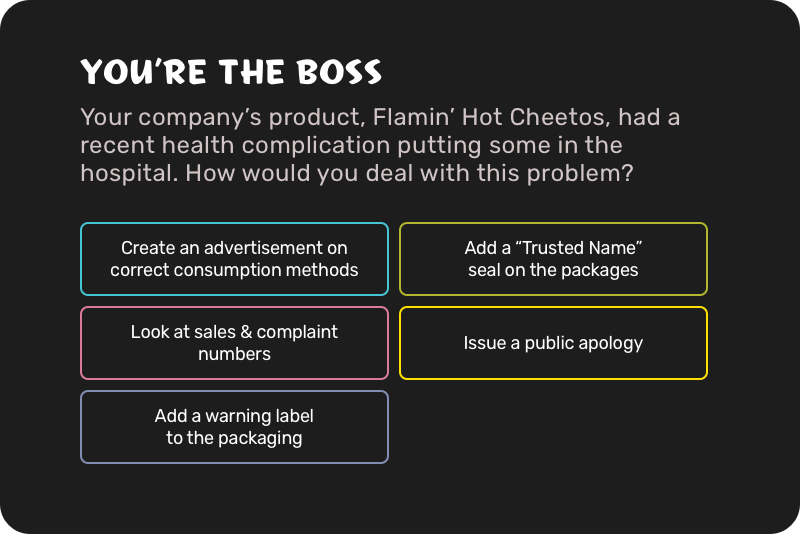 YOU’RE THE BOSS
Your company’s product, Flamin’ Hot Cheetos, had a
recent health complication putting some in the
hospital. How would you deal with this problem?
Create an advertisement on
correct consumption methods
Add a “Trusted Name”
seal on the packages
Look at sales & complaint
numbers
Issue a public apology
Add a warning label
to the packaging